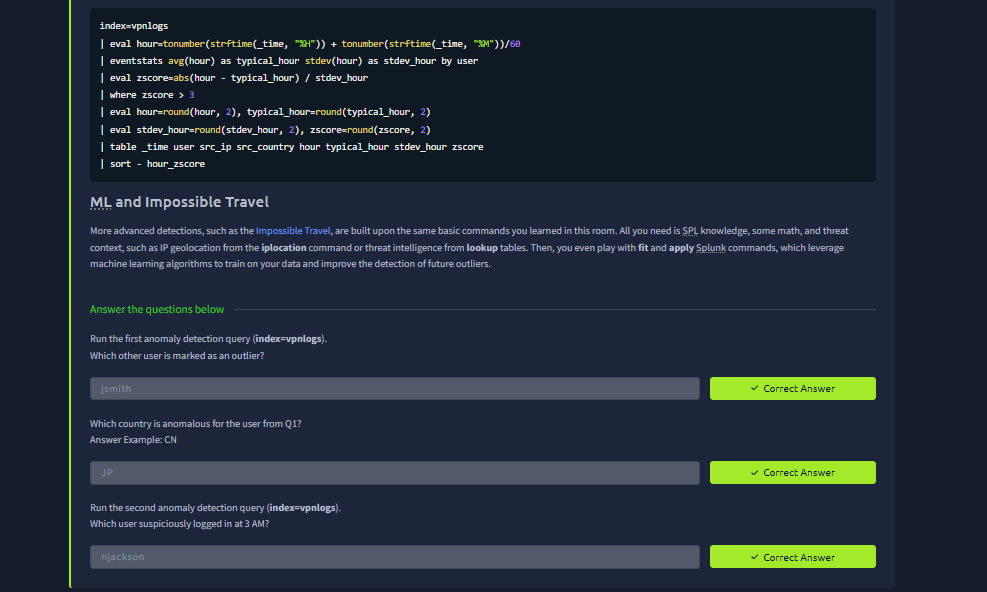 index=vpnlogs
| eval hour=tonumber(strftime(_time, "%H")) + tonumber(strftime(_time, "%M"))/60
| eventstats avg(hour) as typical_hour stdev(hour) as stdev_hour by user
| eval zscore=abs(hour - typical_hour) / stdev_hour
| where zscore > 3
| eval hour=round(hour, 2), typical_hour=round(typical_hour, 2)
| eval stdev_hour=round(stdev_hour, 2), zscore=round(zscore, 2)
| table _time user src_ip src_country hour typical_hour stdev_hour zscore
| sort - hour_zscore
ML and Impossible Travel
More advanced detections, such as the Impossible Travel, are built upon the same basic commands you learned in this room. All you need is SPL knowledge, some math, and threat
context, such as IP geolocation from the iplocation command or threat intelligence from lookup tables. Then, you even play with fit and apply Splunk commands, which leverage
machine learning algorithms to train on your data and improve the detection of future outliers.
Answer the questions below
Run the first anomaly detection query (index=vpnlogs).
Which other user is marked as an outlier?
jsmith
✓ Correct Answer
Which country is anomalous for the user from Q1?
Answer Example: CN
JP
✓ Correct Answer
Run the second anomaly detection query (index=vpnlogs).
Which user suspiciously logged in at 3 AM?
njackson
✓ Correct Answer